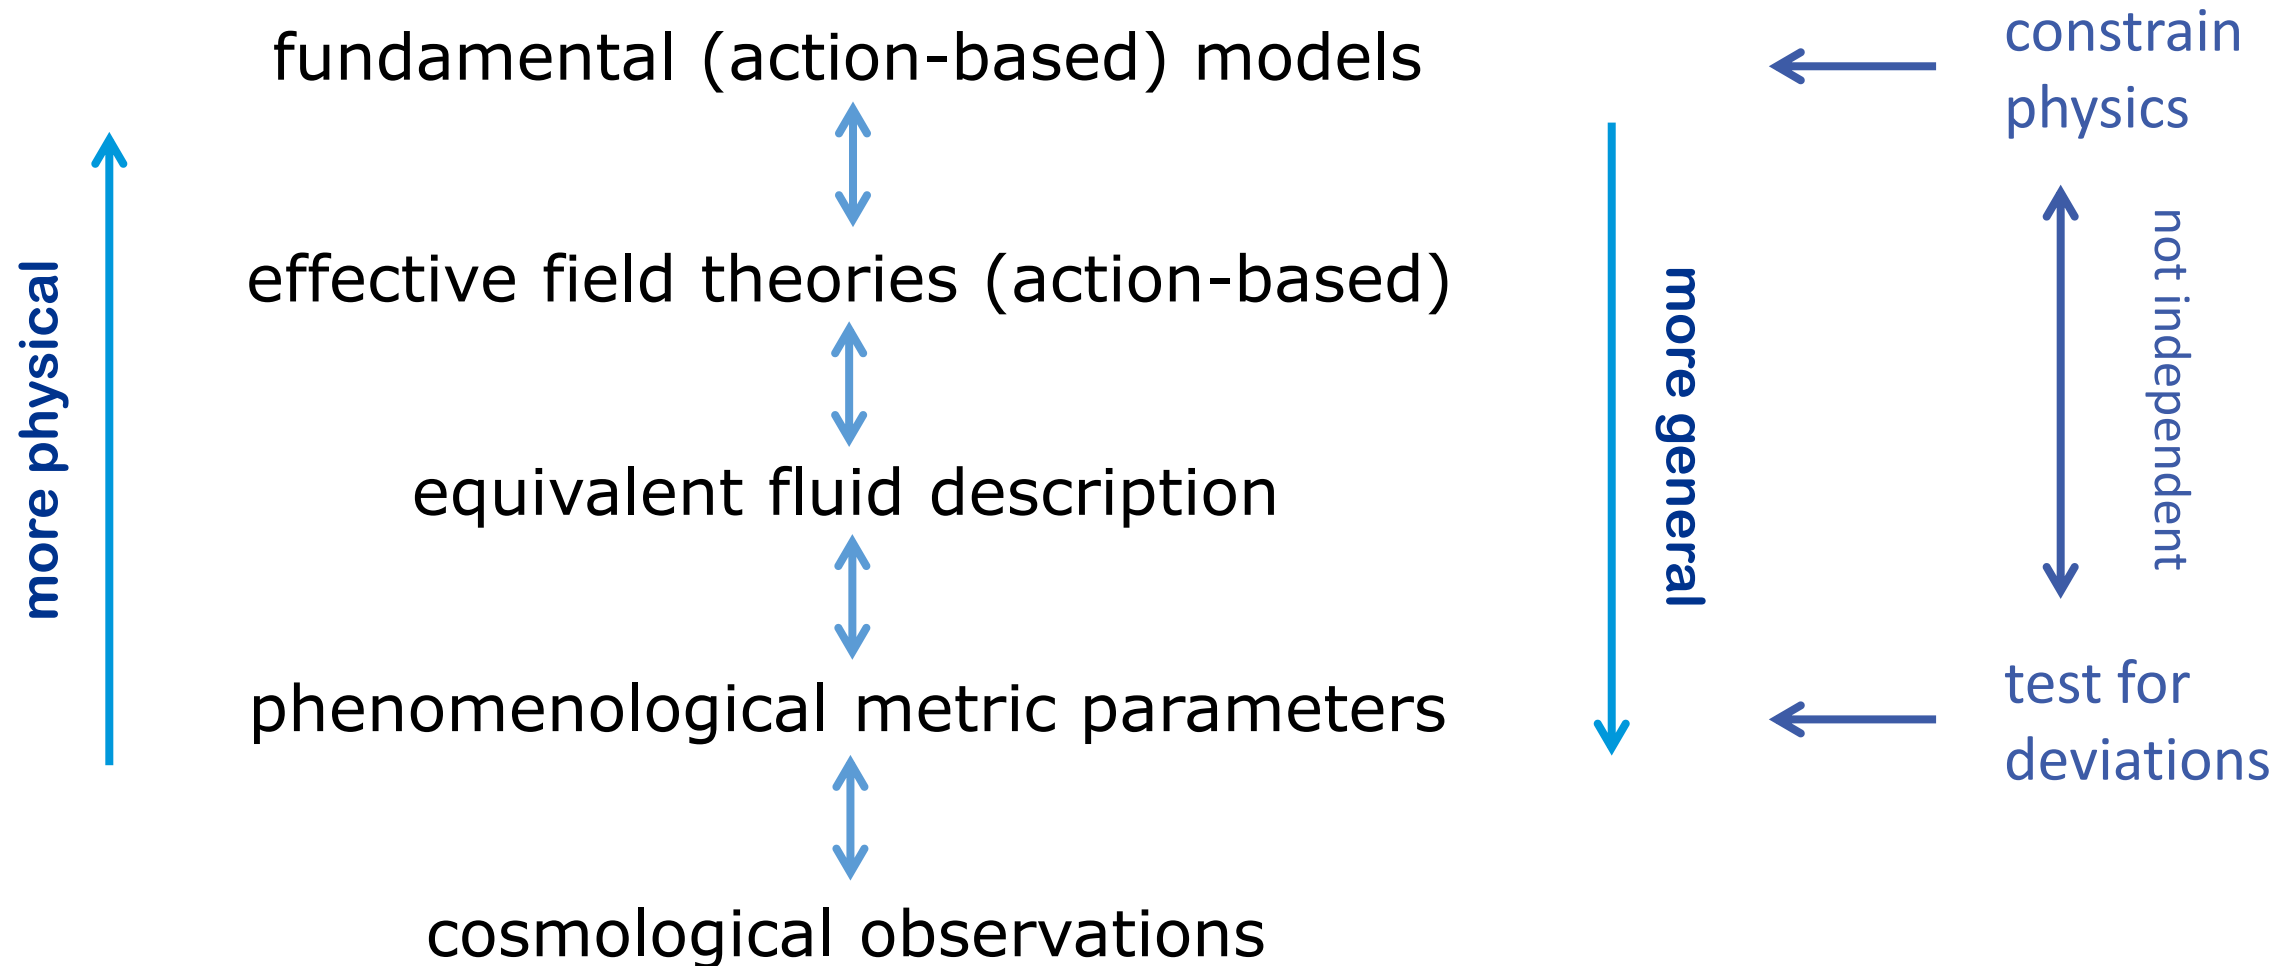 fundamental (action-based) models
constrain
physics
more physical
effective field theories (action-based)
more general
not independent
equivalent fluid description
phenomenological metric parameters
test for
deviations
cosmological observations